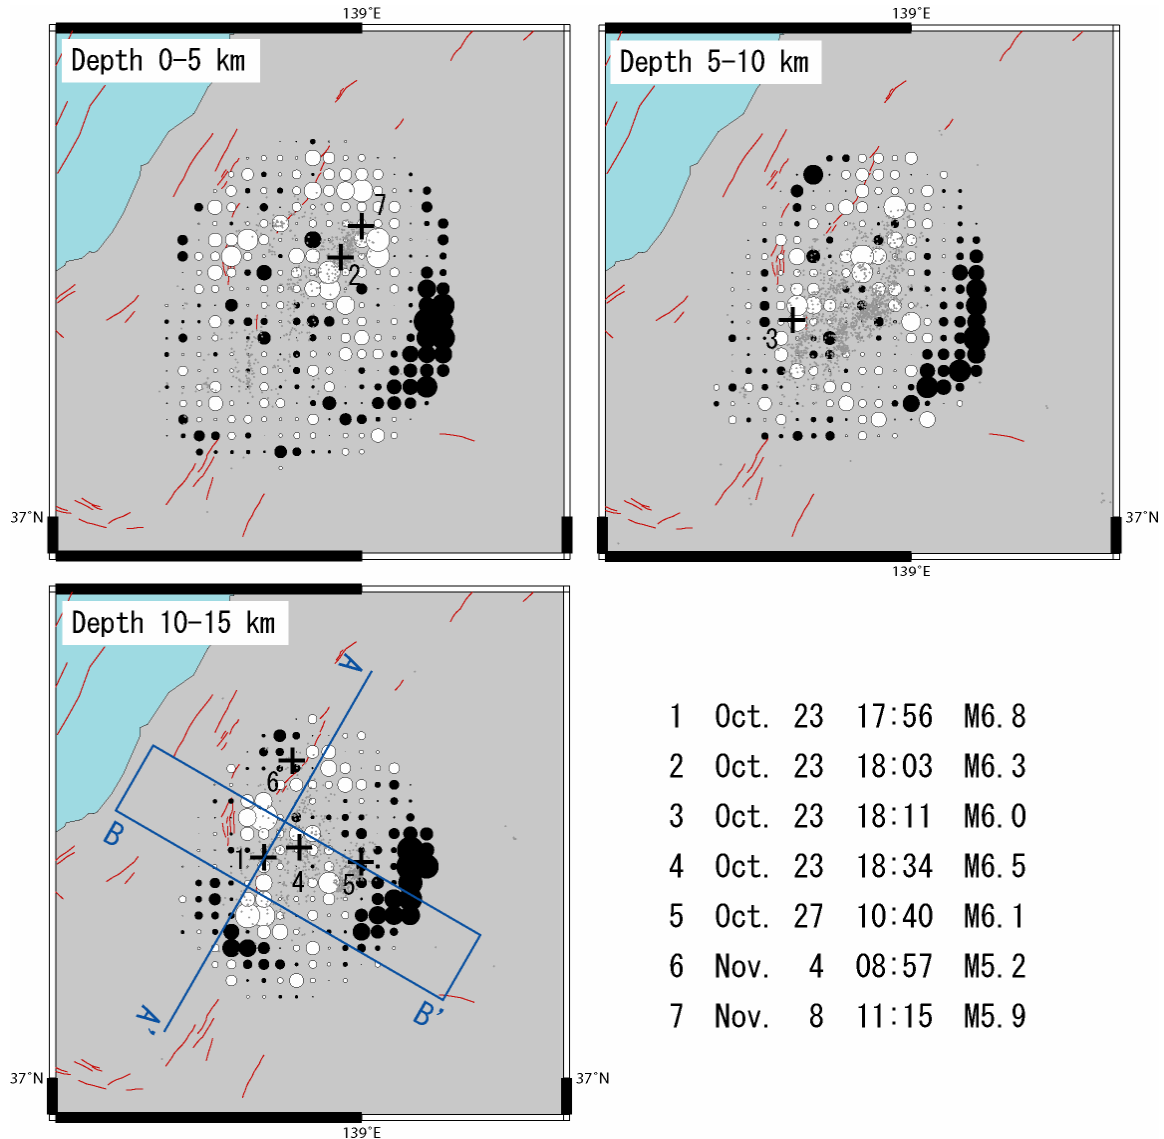 139°E
139°E
Depth 0-5 km
Depth 5-10 km
7
2
3
37°N
37°N
139°E
139°E
Depth 10-15 km
A
6
B
1
4
5
B'
A'
37°N
37°N
139°E
1 Oct. 23 17:56 M6.8
2 Oct. 23 18:03 M6.3
3 Oct. 23 18:11 M6.0
4 Oct. 23 18:34 M6.5
5 Oct. 27 10:40 M6.1
6 Nov. 4 08:57 M5.2
7 Nov. 8 11:15 M5.9